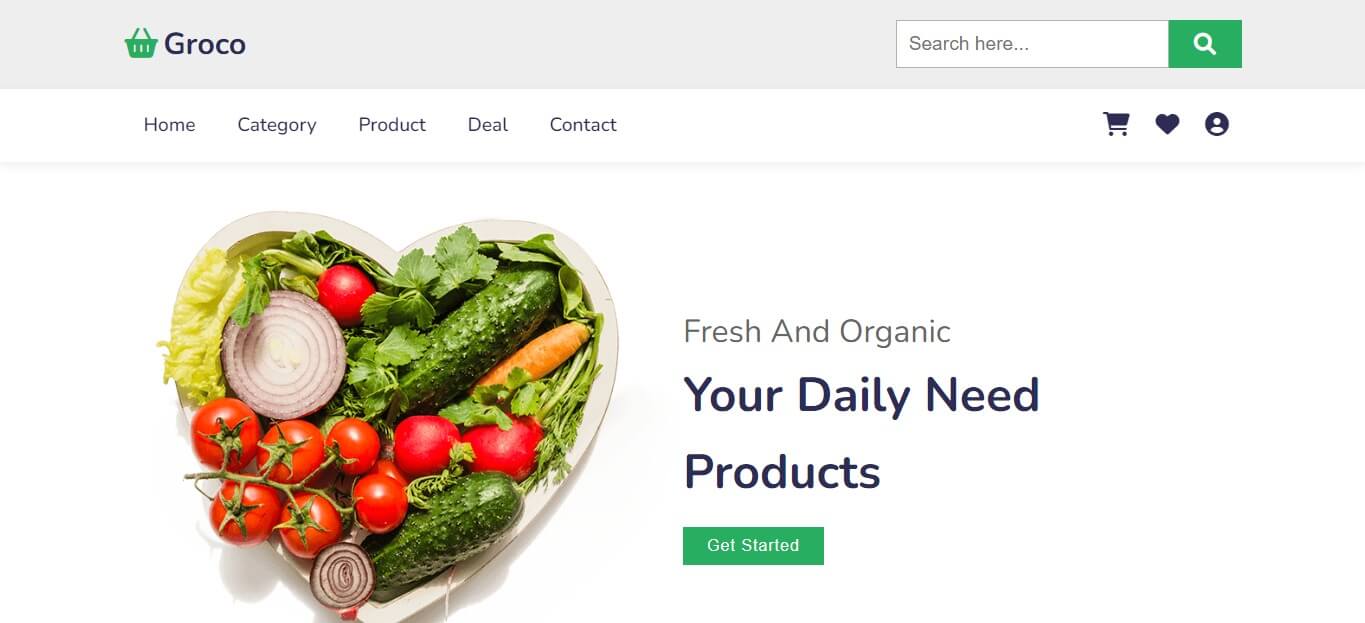 Groco
Search here...
Home Category Product Deal Contact
Fresh And Organic
Your Daily Need
Products
Get Started